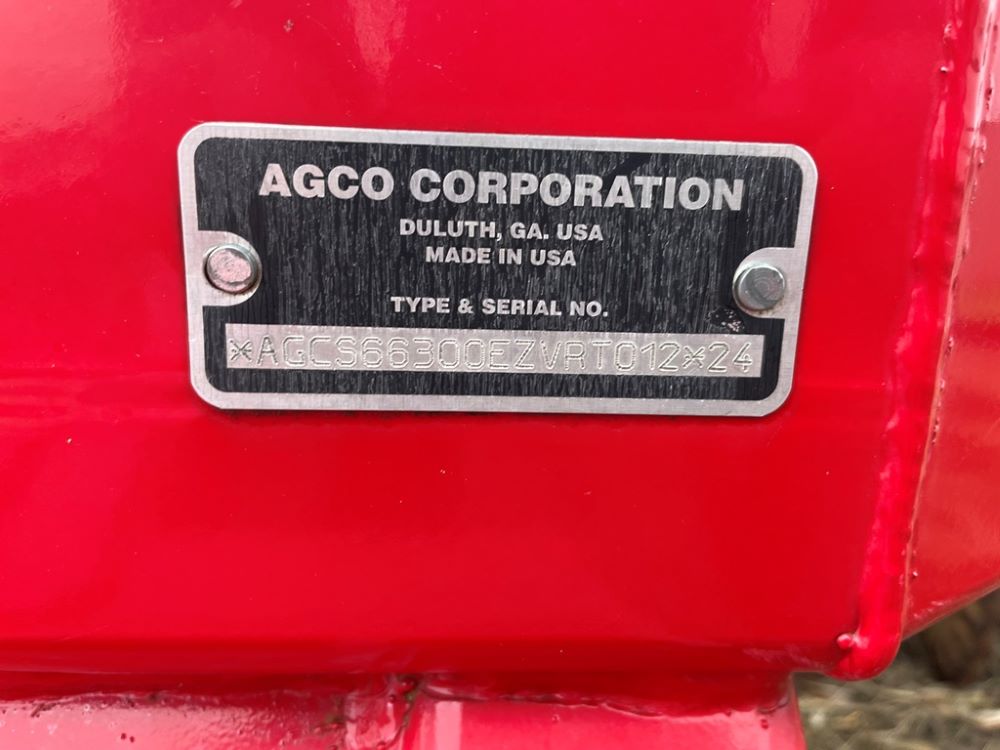 AGCO CORPORATION
DULUTH, GA. USA
MADE IN USA
TYPE & SERIAL NO.
*AGCS66300EZVRT012*24